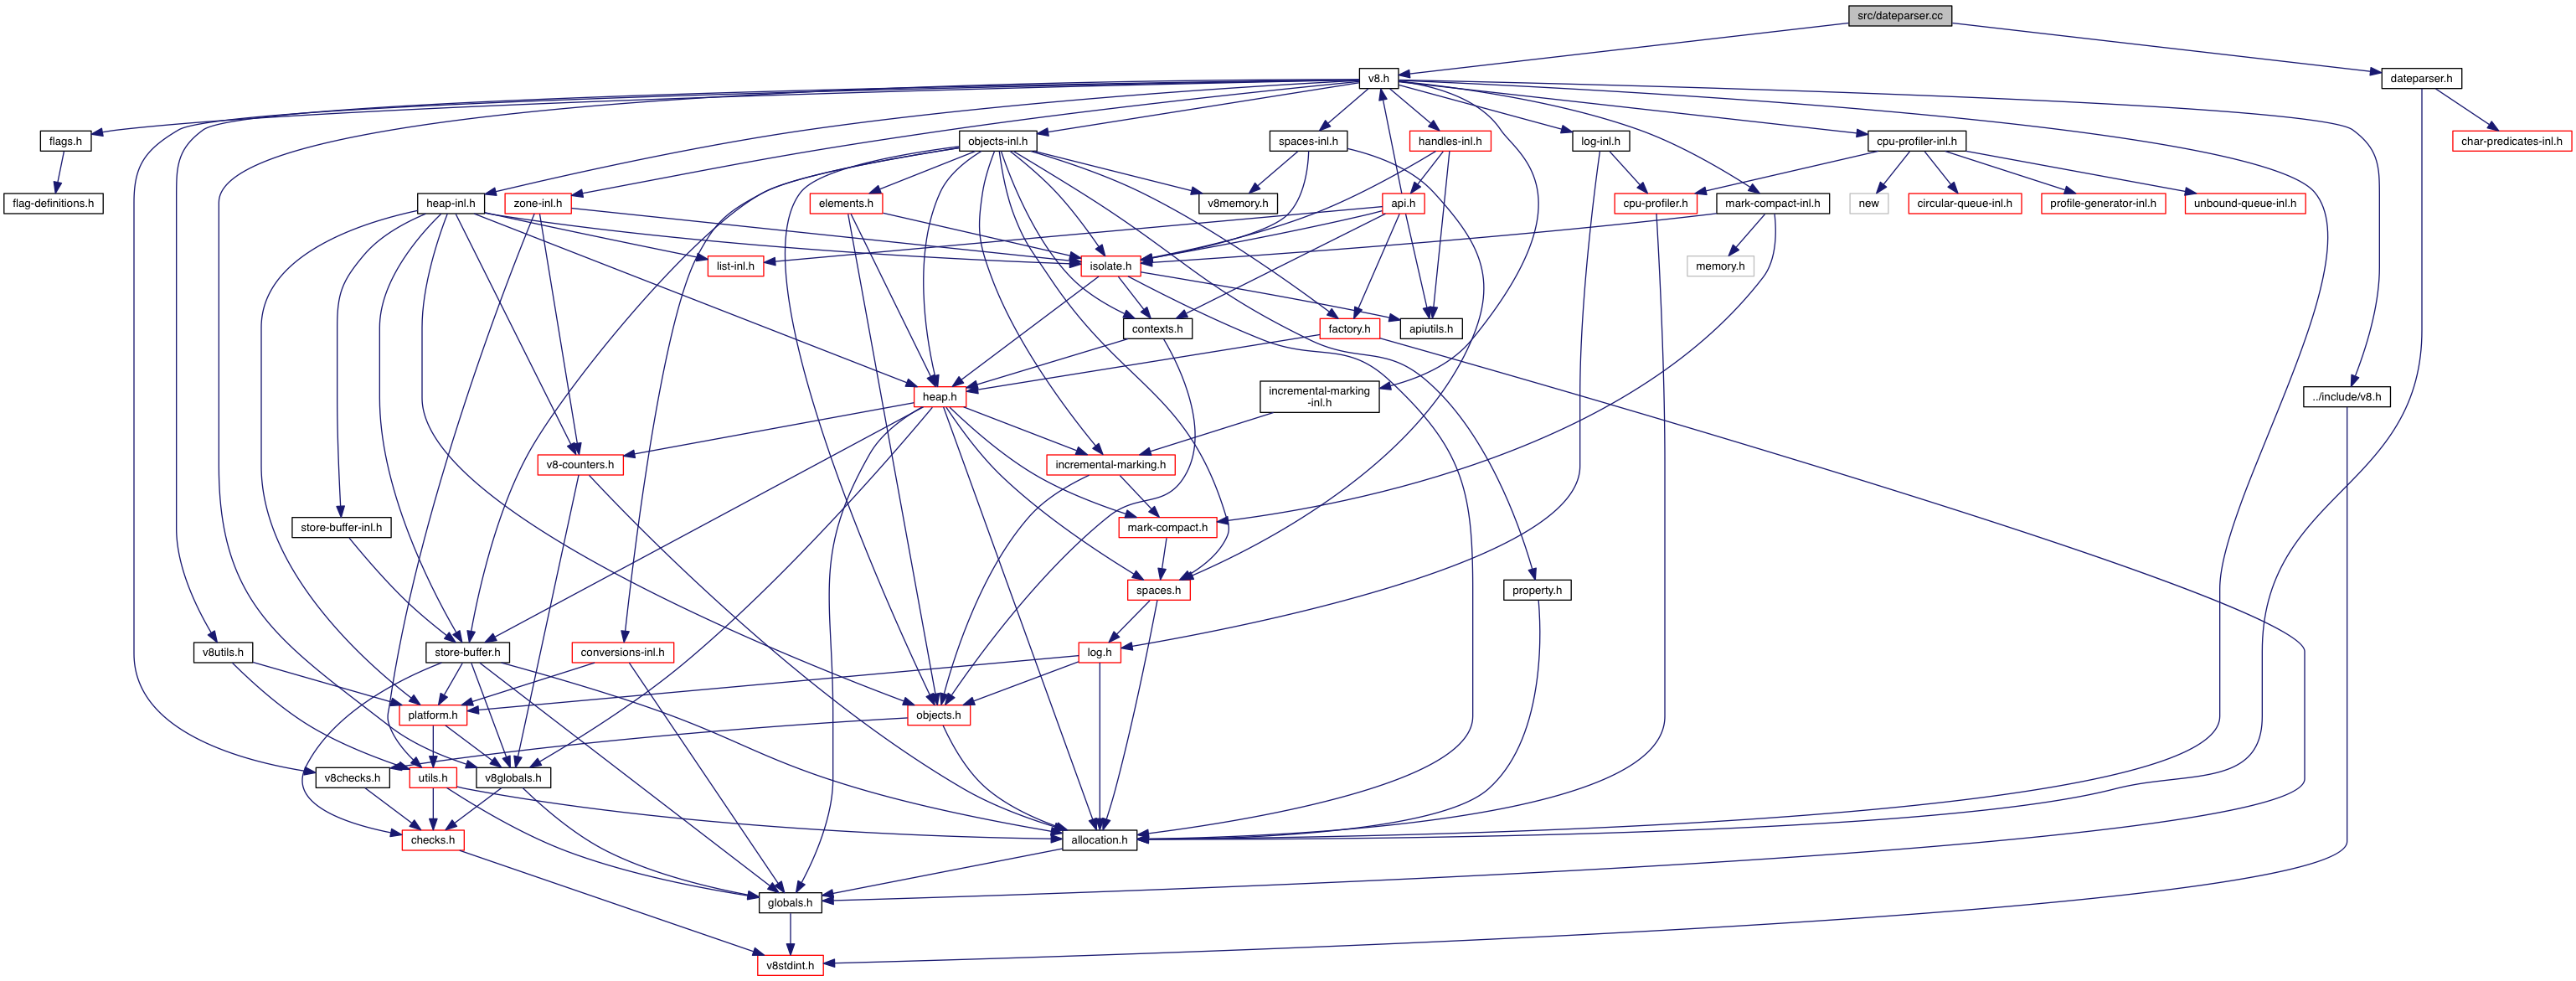 src/dateparser.cc
v8.h
dateparser.h
flags.h
objects-inl.h
spaces-inl.h
handles-inl.h
log-inl.h
cpu-profiler-inl.h
char-predicates-inl.h
flag-definitions.h
heap-inl.h
zone-inl.h
elements.h
v8memory.h
api.h
cpu-profiler.h
mark-compact-inl.h
new
circular-queue-inl.h
profile-generator-inl.h
unbound-queue-inl.h
list-inl.h
isolate.h
memory.h
contexts.h
factory.h
apiutils.h
heap.h
incremental-marking
-inl.h
../include/v8.h
v8-counters.h
incremental-marking.h
store-buffer-inl.h
mark-compact.h
spaces.h
property.h
v8utils.h
store-buffer.h
conversions-inl.h
log.h
platform.h
objects.h
v8checks.h
utils.h
v8globals.h
checks.h
allocation.h
globals.h
v8stdint.h